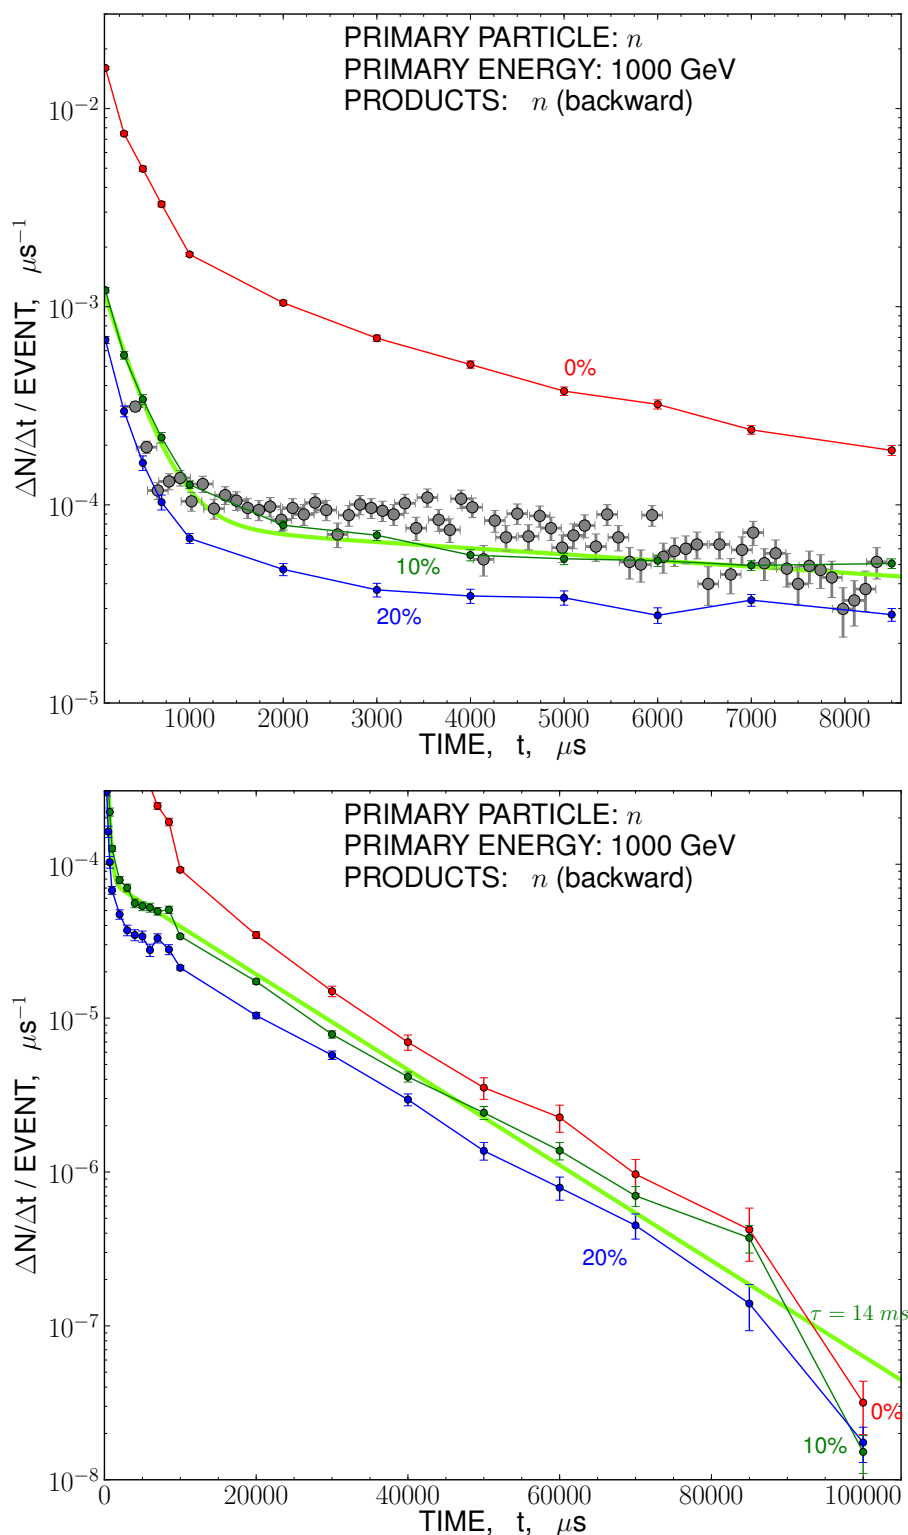 PRIMARY PARTICLE: n
PRIMARY ENERGY: 1000 GeV
PRODUCTS: n (backward)
ΔN/Δt / EVENT, μs⁻¹
10⁻²
10⁻³
10⁻⁴
10⁻⁵
0%
10%
20%
1000 2000 3000 4000 5000 6000 7000 8000
TIME, t, μs
PRIMARY PARTICLE: n
PRIMARY ENERGY: 1000 GeV
PRODUCTS: n (backward)
ΔN/Δt / EVENT, μs⁻¹
10⁻⁴
10⁻⁵
10⁻⁶
10⁻⁷
10⁻⁸
20%
τ = 14 ms
0%
10%
0 20000 40000 60000 80000 100000
TIME, t, μs